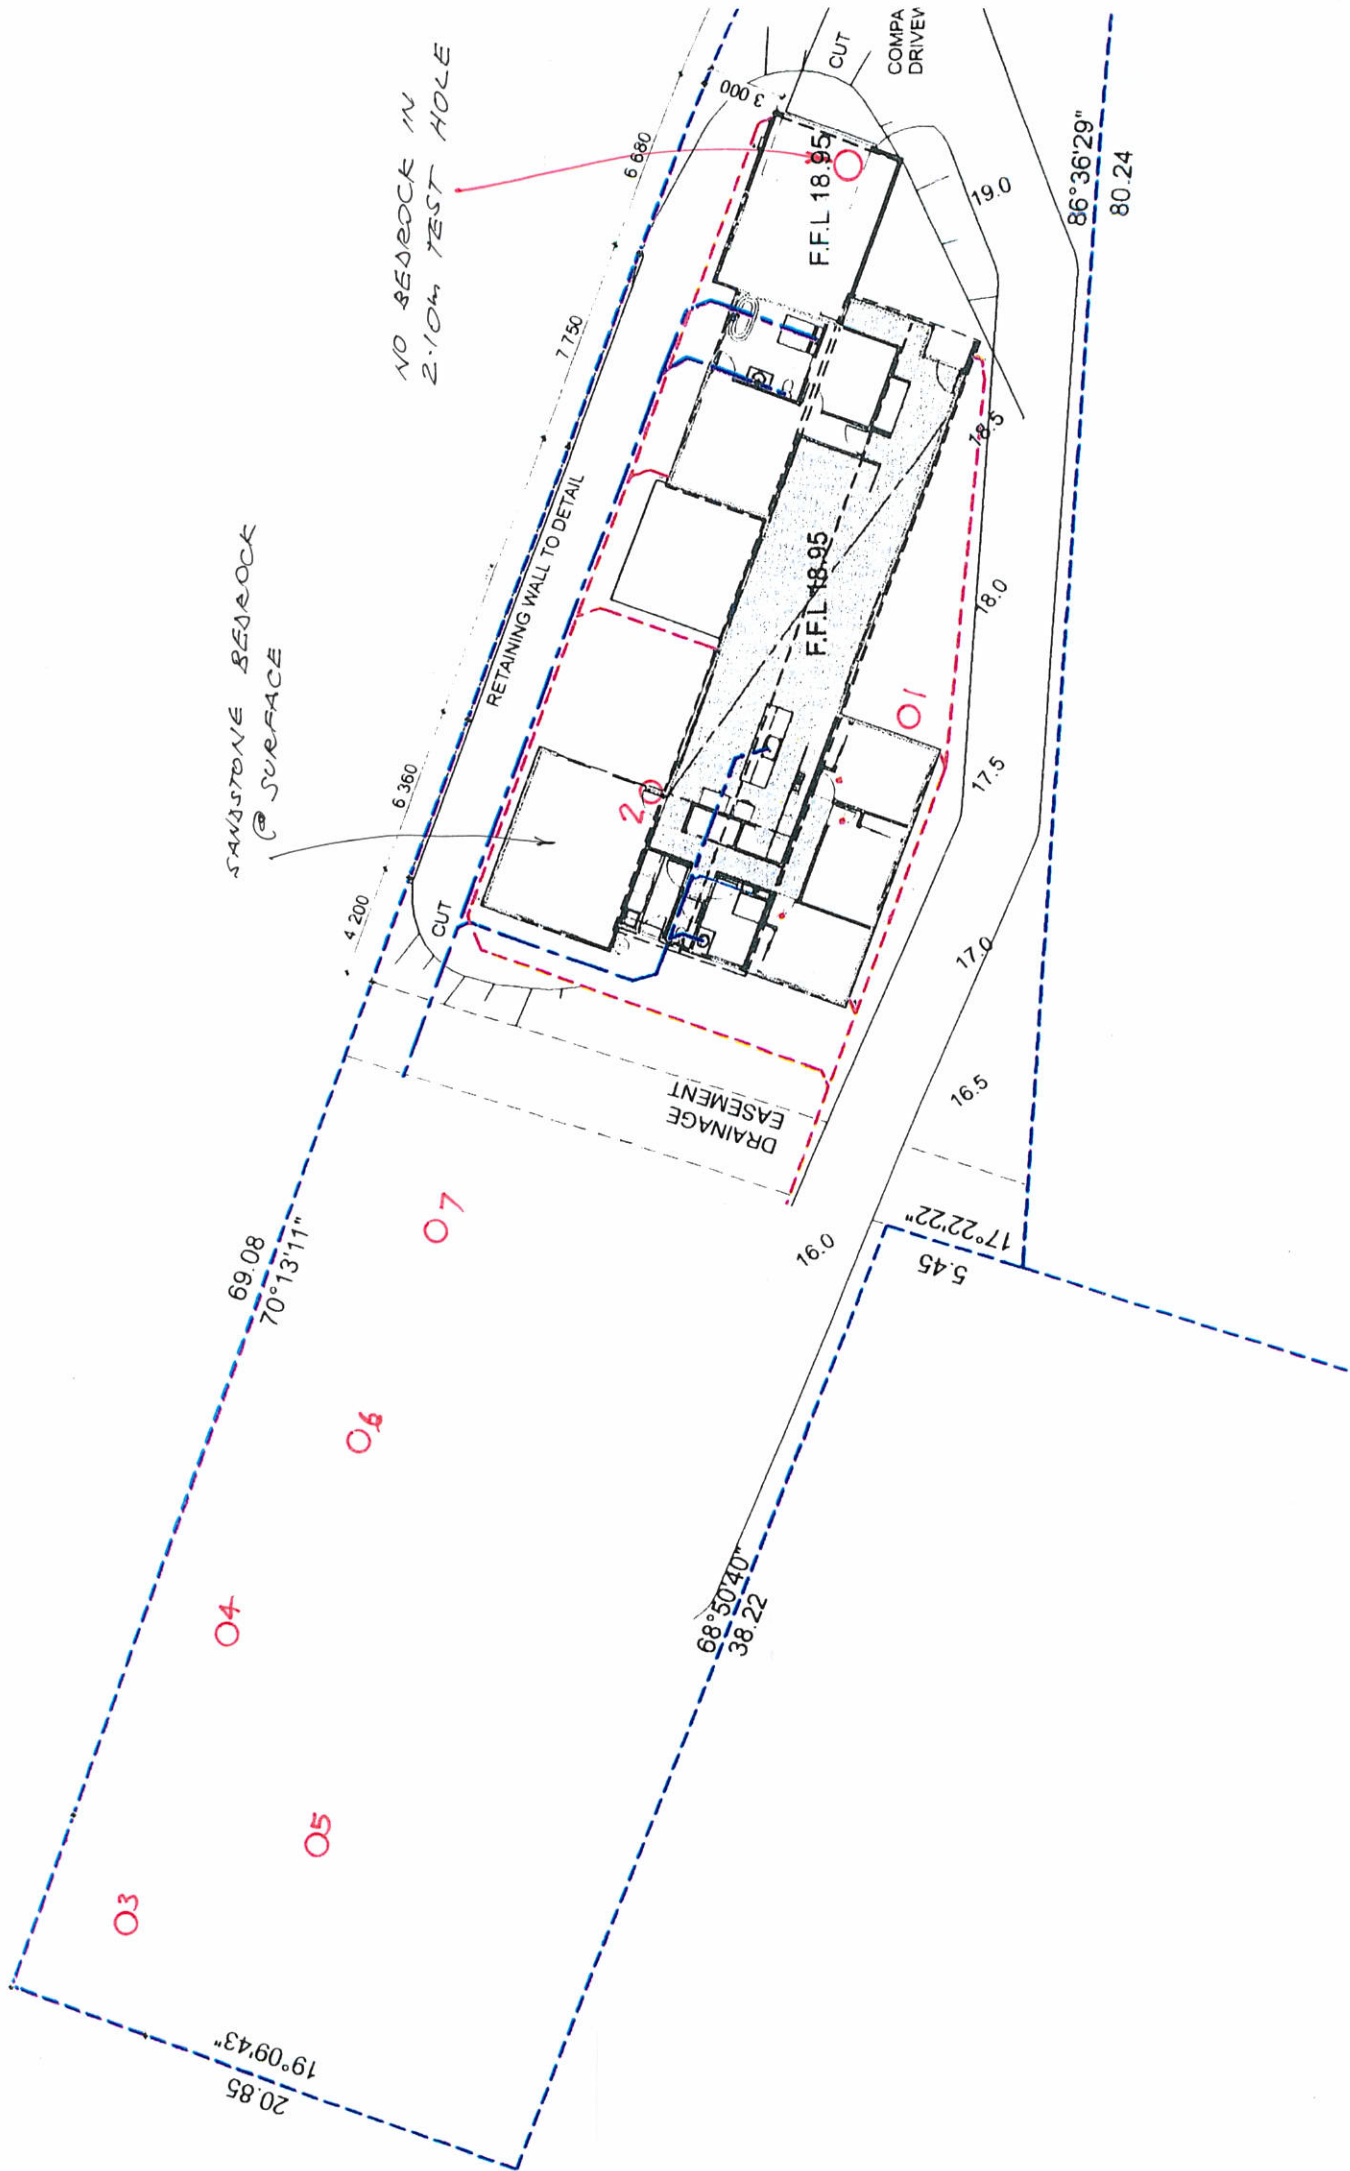 NO BEDROCK IN
2.10m TEST HOLE
SANDSTONE BEDROCK
@ SURFACE
CUT
COMPA
DRIVEW
3 000
6 680
7 750
6 360
4 200
RETAINING WALL TO DETAIL
CUT
F.F.L 18.95
F.F.L 18.95
19.0
18.5
18.0
17.5
17.0
16.5
16.0
86°36'29"
80.24
1
2
DRAINAGE
EASEMENT
17°22'22"
5.45
69.08
70°13'11"
7
6
4
5
3
68°50'40"
38.22
19°09'43"
20.85